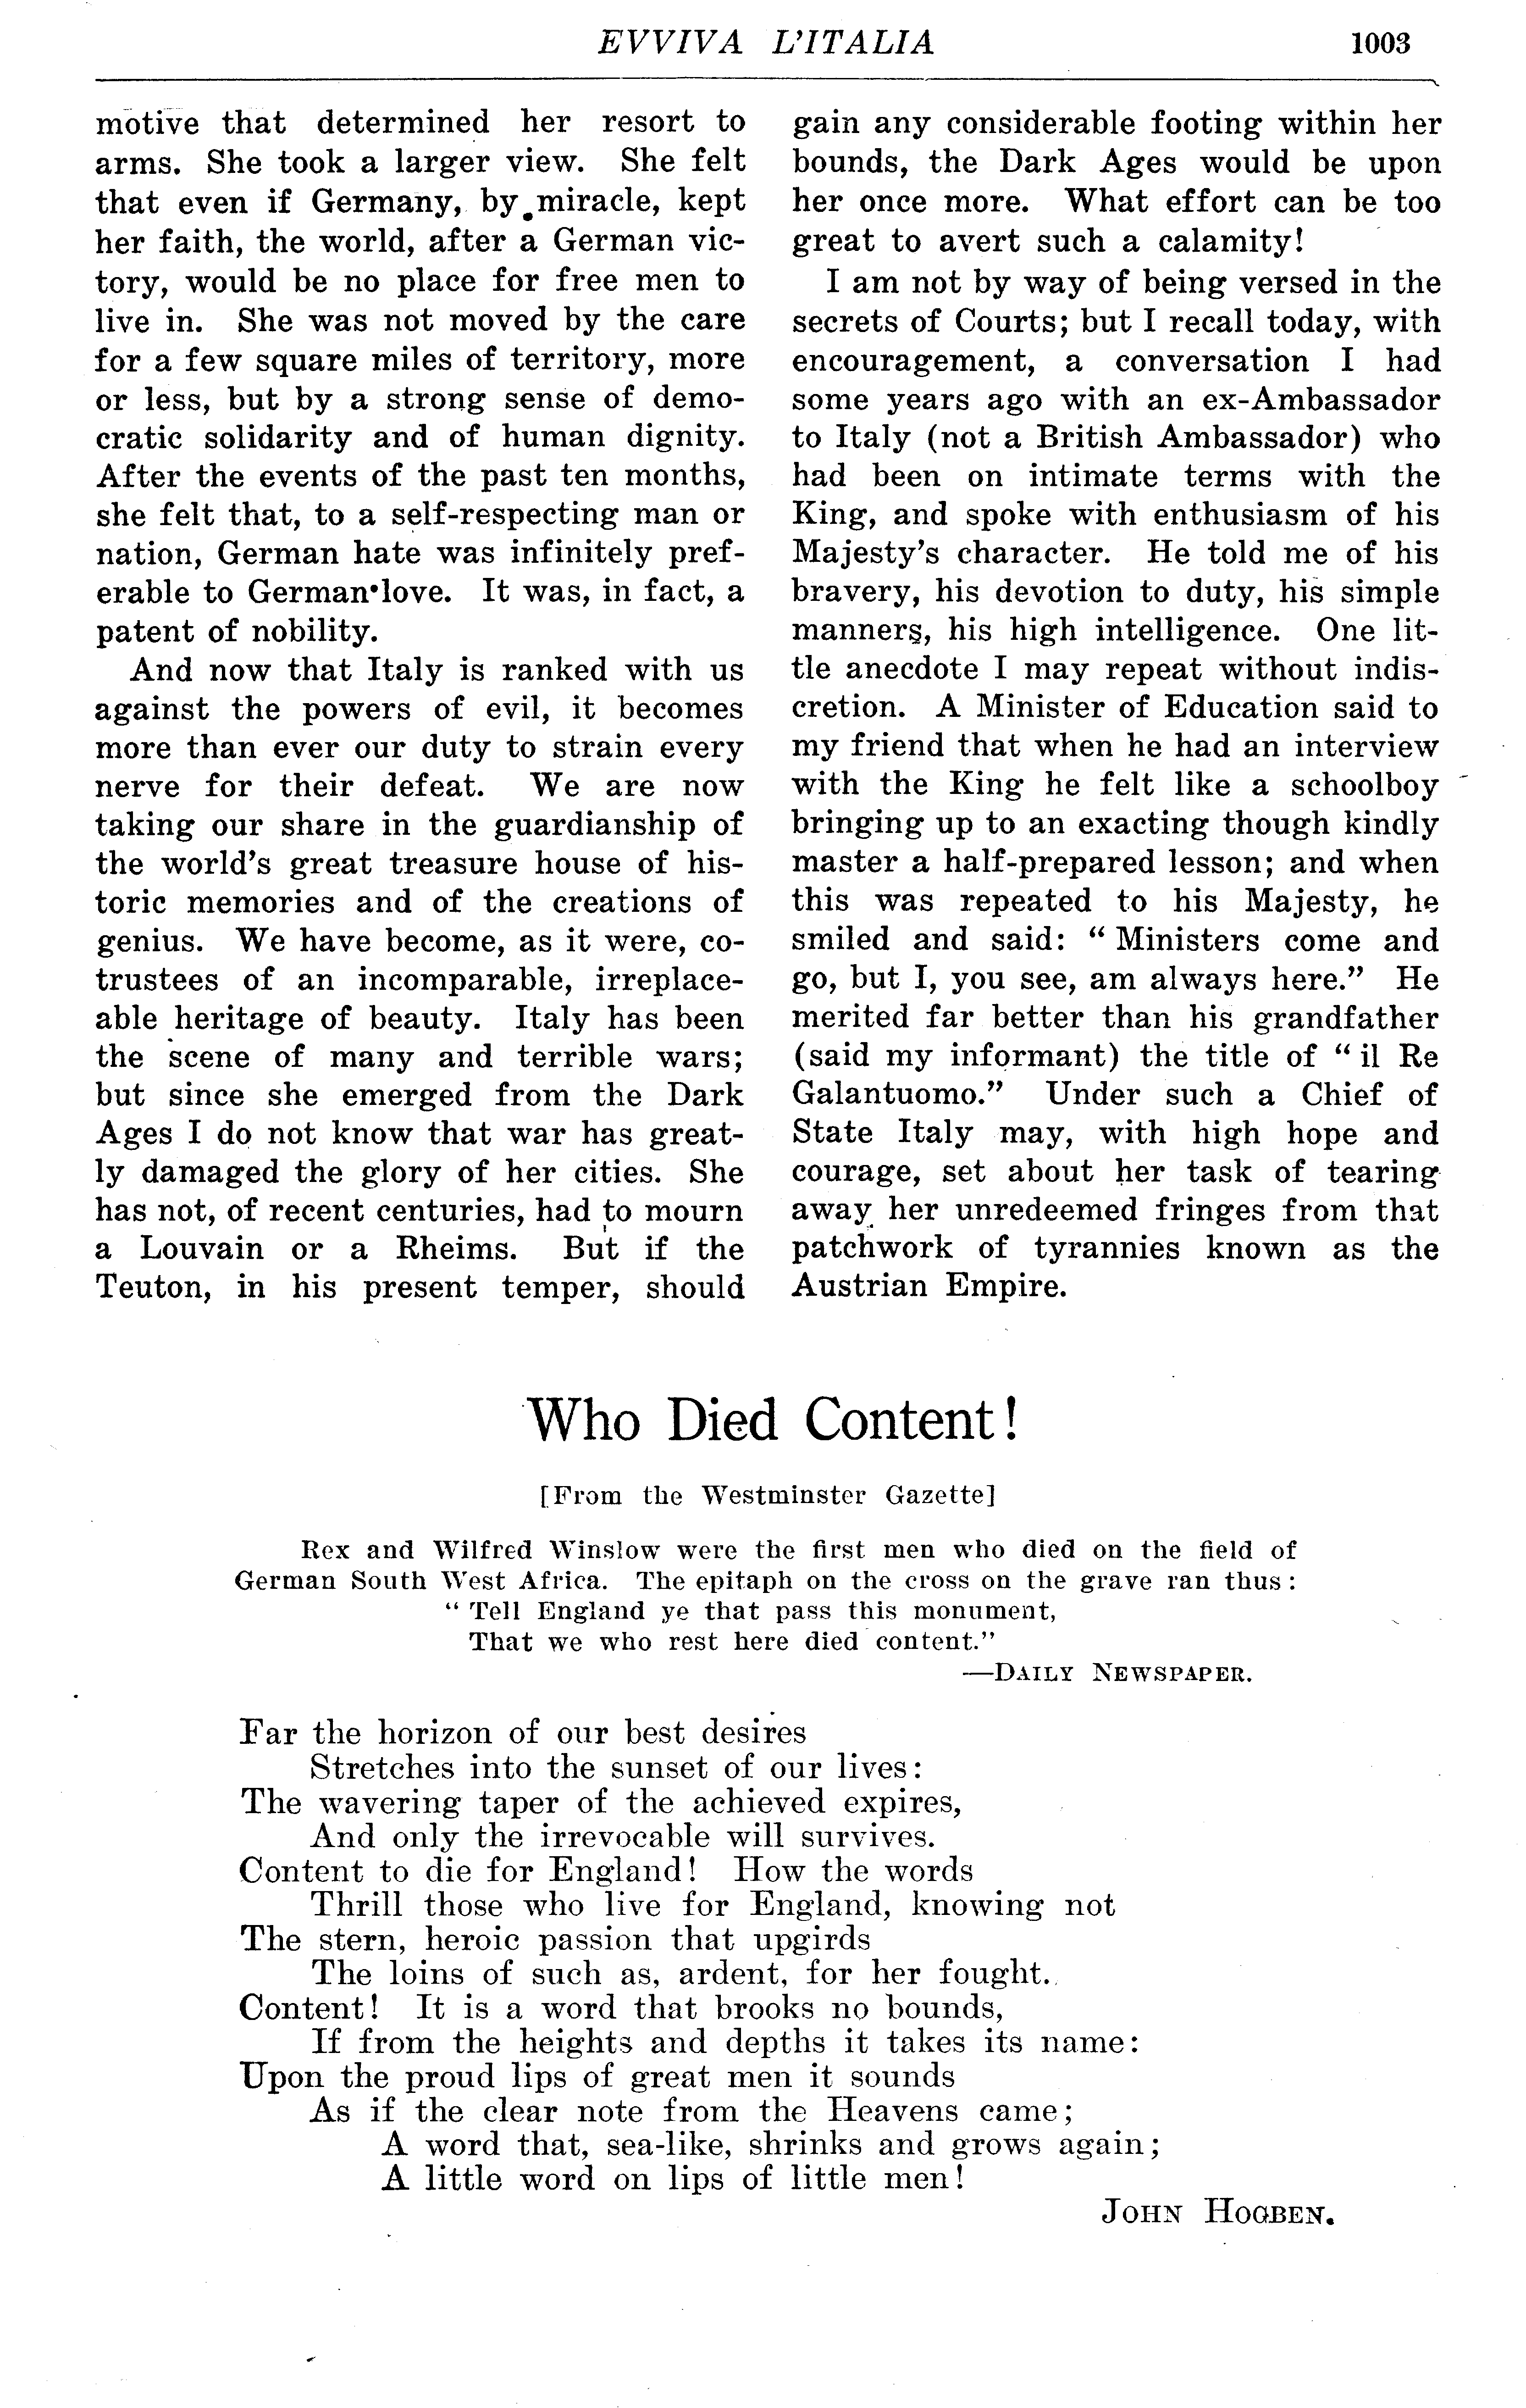 EVVIVA L'ITALIA 1003
motive that determined her resort to
arms. She took a larger view. She felt
that even if Germany, by miracle, kept
her faith, the world, after a German vic-
tory, would be no place for free men to
live in. She was not moved by the care
for a few square miles of territory, more
or less, but by a strong sense of demo-
cratic solidarity and of human dignity.
After the events of the past ten months,
she felt that, to a self-respecting man or
nation, German hate was infinitely pref-
erable to German love. It was, in fact, a
patent of nobility.
And now that Italy is ranked with us
against the powers of evil, it becomes
more than ever our duty to strain every
nerve for their defeat. We are now
taking our share in the guardianship of
the world's great treasure house of his-
toric memories and of the creations of
genius. We have become, as it were, co-
trustees of an incomparable, irreplace-
able heritage of beauty. Italy has been
the scene of many and terrible wars;
but since she emerged from the Dark
Ages I do not know that war has great-
ly damaged the glory of her cities. She
has not, of recent centuries, had to mourn
a Louvain or a Rheims. But if the
Teuton, in his present temper, should
gain any considerable footing within her
bounds, the Dark Ages would be upon
her once more. What effort can be too
great to avert such a calamity!
I am not by way of being versed in the
secrets of Courts; but I recall today, with
encouragement, a conversation I had
some years ago with an ex-Ambassador
to Italy (not a British Ambassador) who
had been on intimate terms with the
King, and spoke with enthusiasm of his
Majesty's character. He told me of his
bravery, his devotion to duty, his simple
manners, his high intelligence. One lit-
tle anecdote I may repeat without indis-
cretion. A Minister of Education said to
my friend that when he had an interview
with the King he felt like a schoolboy
bringing up to an exacting though kindly
master a half-prepared lesson; and when
this was repeated to his Majesty, he
smiled and said: "Ministers come and
go, but I, you see, am always here." He
merited far better than his grandfather
(said my informant) the title of "il Re
Galantuomo." Under such a Chief of
State Italy may, with high hope and
courage, set about her task of tearing
away her unredeemed fringes from that
patchwork of tyrannies known as the
Austrian Empire.
Who Died Content!
[From the Westminster Gazette]
Rex and Wilfred Winslow were the first men who died on the field of
German South West Africa. The epitaph on the cross on the grave ran thus:
"Tell England ye that pass this monument,
That we who rest here died content."
—DAILY NEWSPAPER.
Far the horizon of our best desires
Stretches into the sunset of our lives:
The wavering taper of the achieved expires,
And only the irrevocable will survives.
Content to die for England! How the words
Thrill those who live for England, knowing not
The stern, heroic passion that upgirds
The loins of such as, ardent, for her fought.
Content! It is a word that brooks no bounds,
If from the heights and depths it takes its name:
Upon the proud lips of great men it sounds
As if the clear note from the Heavens came;
A word that, sea-like, shrinks and grows again;
A little word on lips of little men!
JOHN HOGBEN.